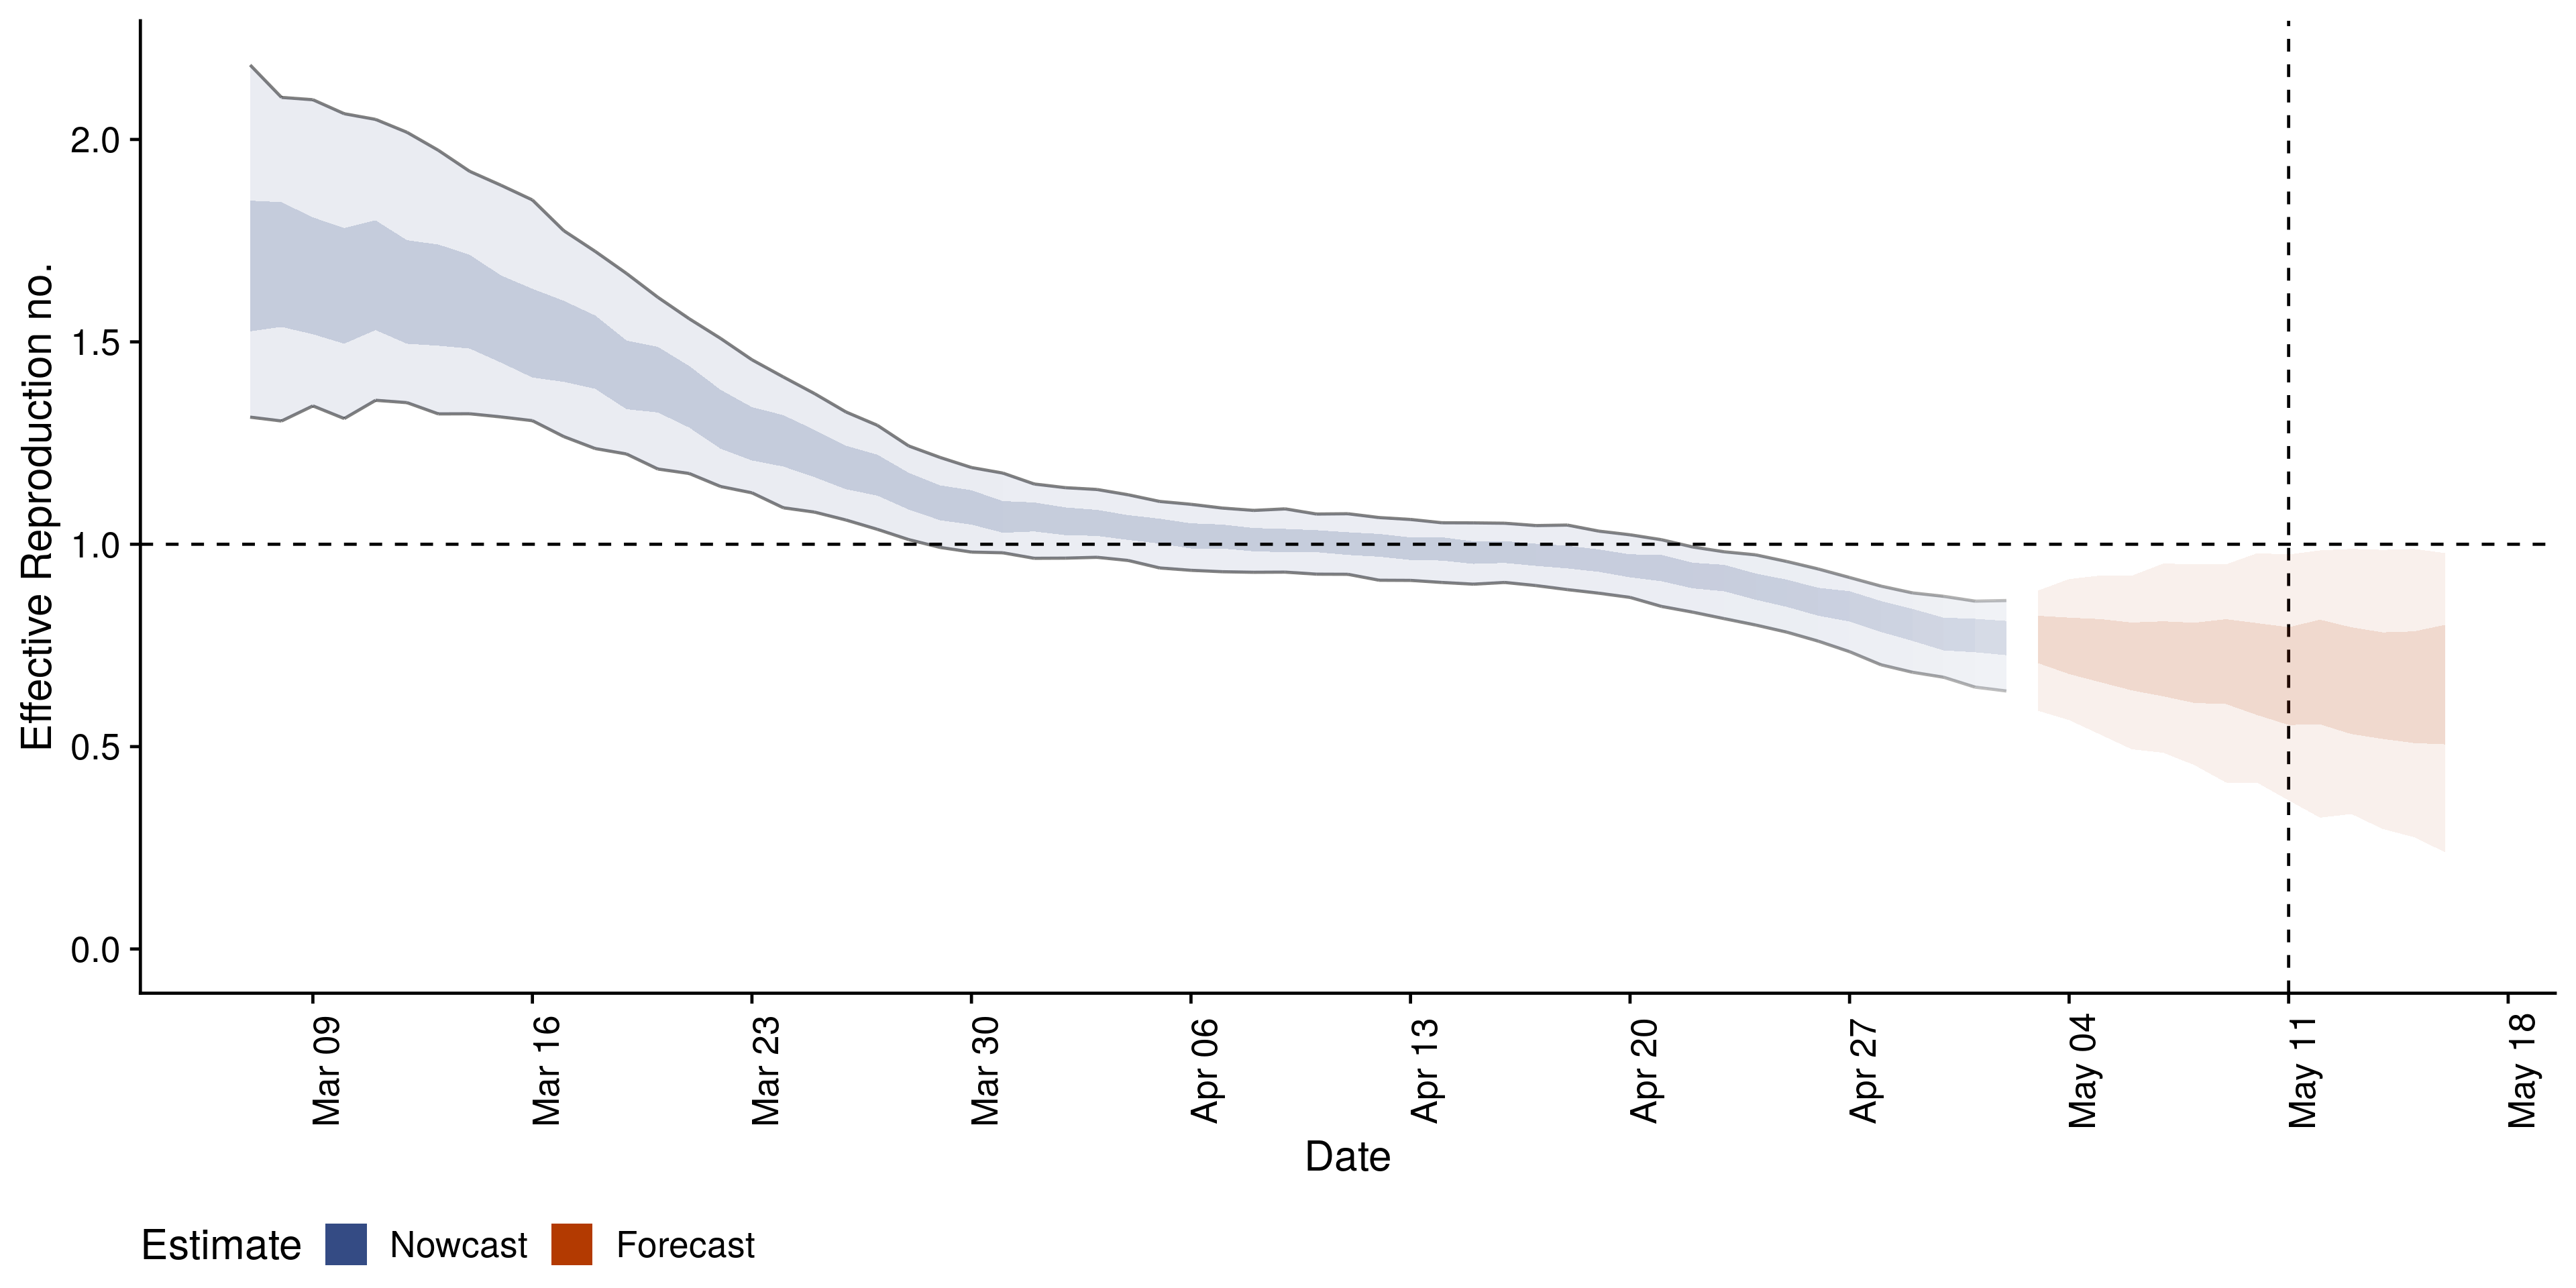 Effective Reproduction no.
2.0
1.5
1.0
0.5
0.0
Mar 09
Mar 16
Mar 23
Mar 30
Apr 06
Apr 13
Apr 20
Apr 27
May 04
May 11
May 18
Date
Estimate Nowcast Forecast